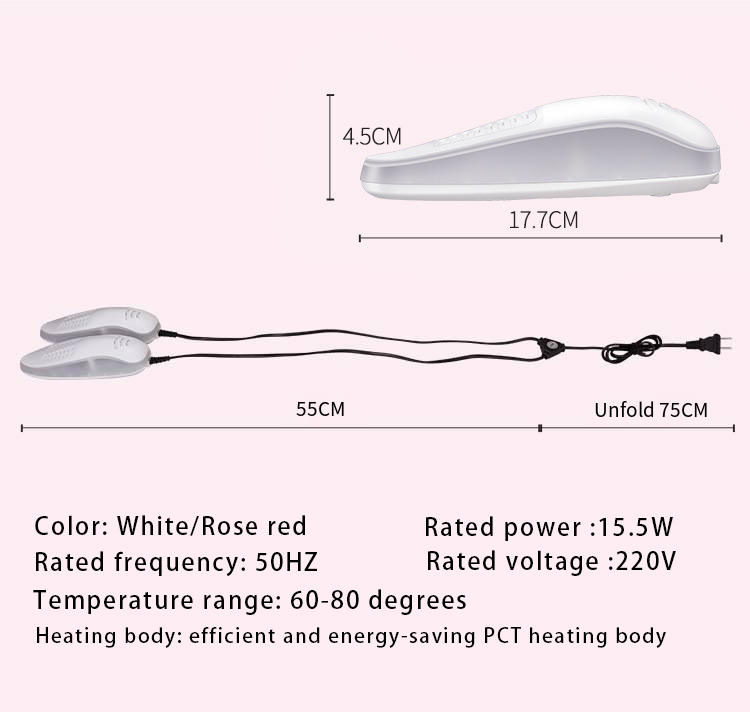 4.5CM
17.7CM
55CM
Unfold 75CM
Color: White/Rose red
Rated power :15.5W
Rated frequency: 50HZ
Rated voltage :220V
Temperature range: 60-80 degrees
Heating body: efficient and energy-saving PCT heating body